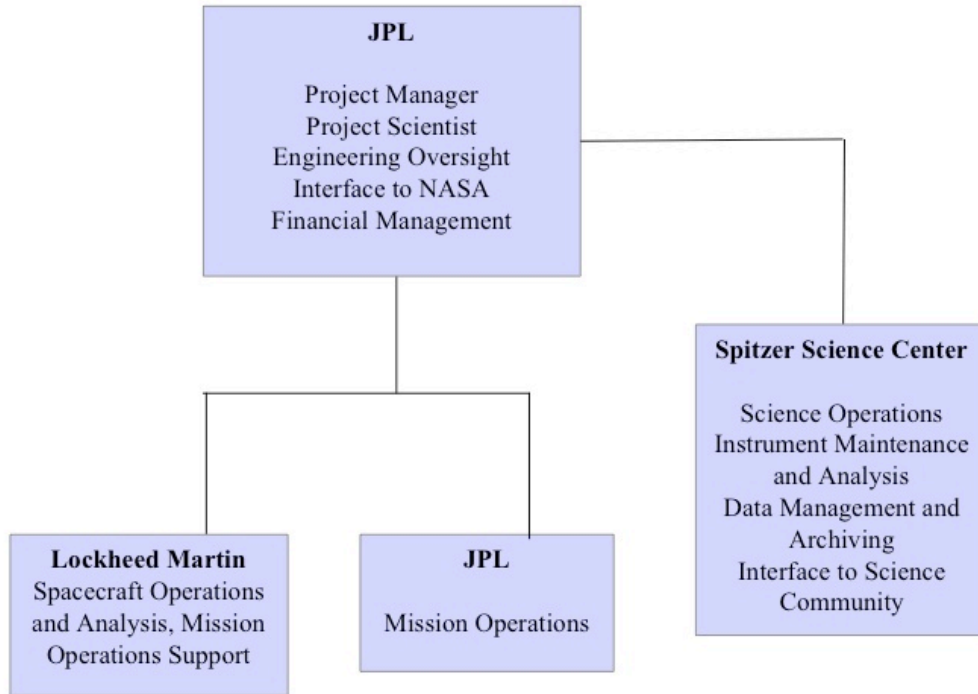 JPL
Project Manager
Project Scientist
Engineering Oversight
Interface to NASA
Financial Management
Spitzer Science Center
Science Operations
Instrument Maintenance
and Analysis
Data Management and
Archiving
Interface to Science
Community
Lockheed Martin
Spacecraft Operations
and Analysis, Mission
Operations Support
JPL
Mission Operations